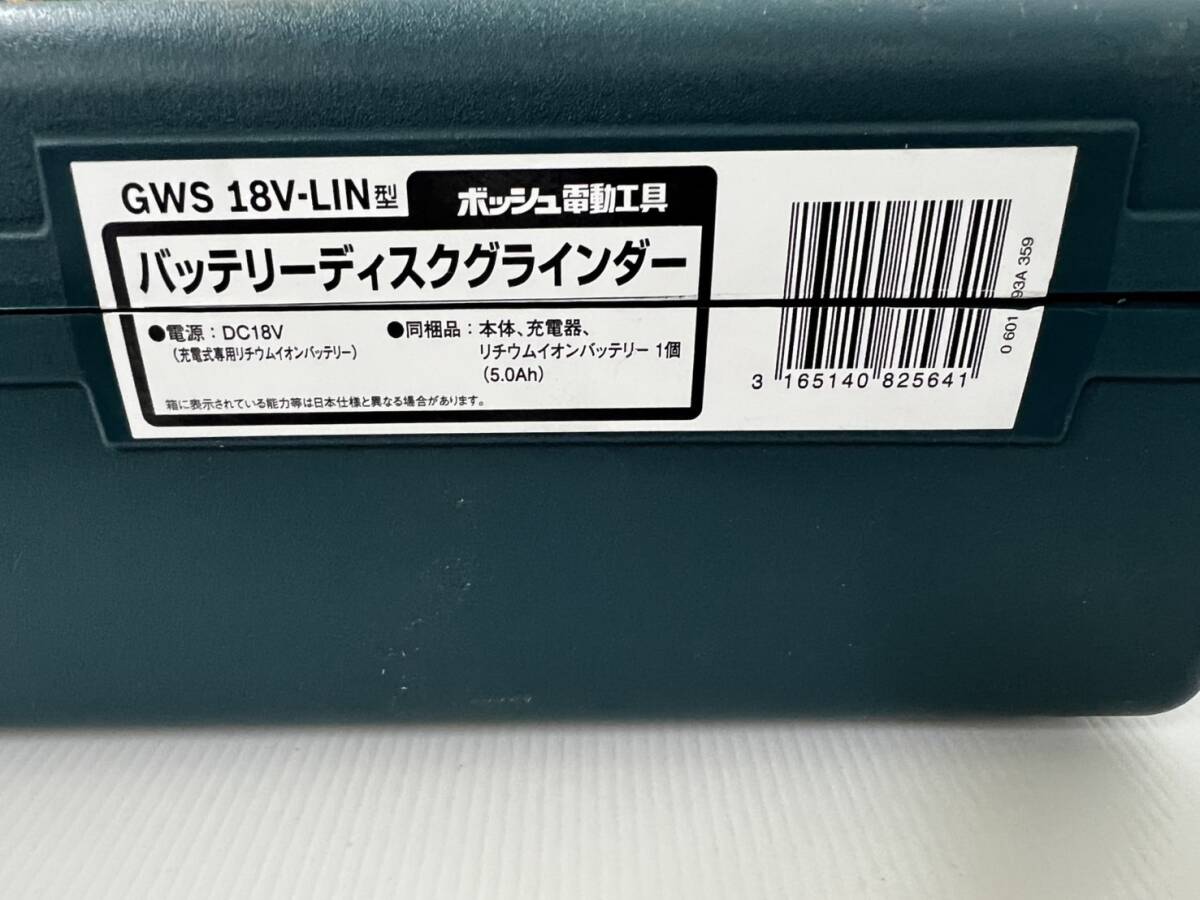 GWS 18V-LIN型
ボッシュ電動工具
バッテリーディスクグラインダー
●電源：DC18V
（充電式専用リチウムイオンバッテリー）
●同梱品：本体、充電器、
リチウムイオンバッテリー 1個
(5.0Ah)
箱に表示されている能力等は日本仕様と異なる場合があります。
3 165140 825641
0 601 93A 359